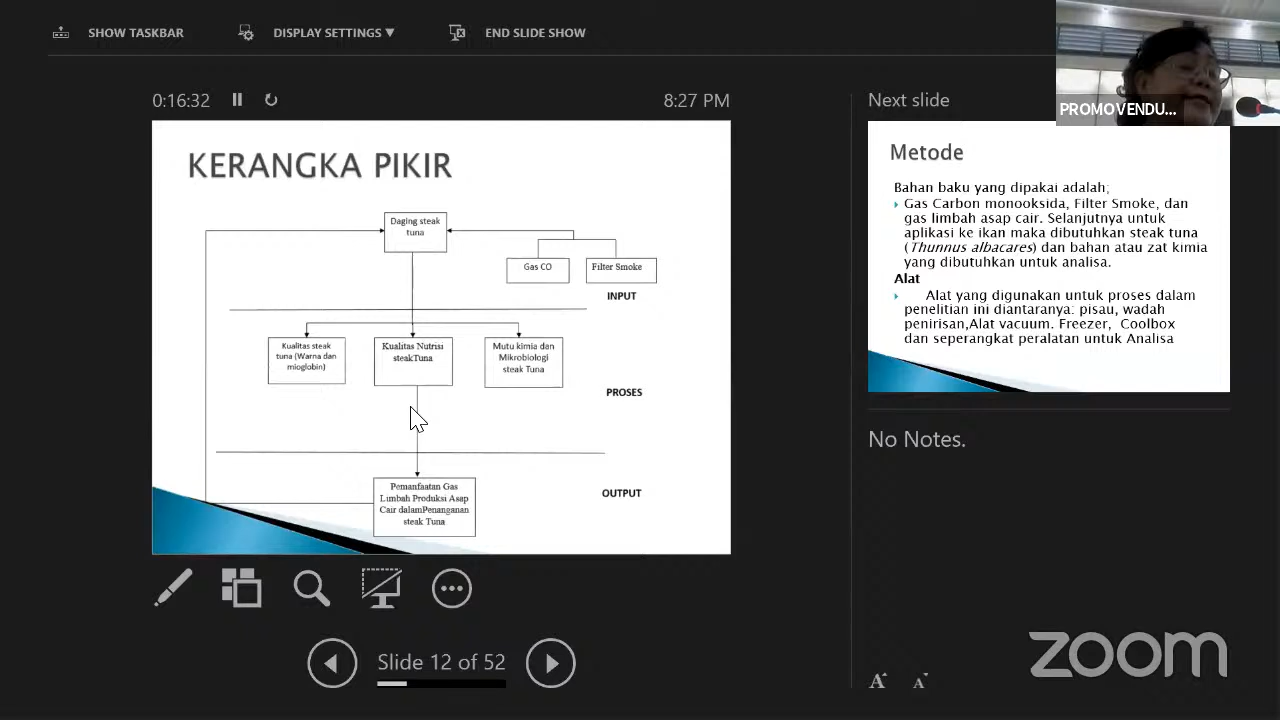 SHOW TASKBAR
DISPLAY SETTINGS ▼
END SLIDE SHOW
PROMOVENDU...
0:16:32
8:27 PM
Next slide
KERANGKA PIKIR
Daging steak
tuna
Gas CO
Filter Smoke
INPUT
Kualitas steak
tuna (Warna dan
mioglobin)
Kualitas Nutrisi
steakTuna
Mutu kimia dan
Mikrobiologi
steak Tuna
PROSES
Pemanfaatan Gas
Limbah Produksi Asap
Cair dalamPenanganan
steak Tuna
OUTPUT
Metode
Bahan baku yang dipakai adalah;
Gas Carbon monooksida, Filter Smoke, dan
gas limbah asap cair. Selanjutnya untuk
aplikasi ke ikan maka dibutuhkan steak tuna
(Thunnus albacares) dan bahan atau zat kimia
yang dibutuhkan untuk analisa.
Alat
Alat yang digunakan untuk proses dalam
penelitian ini diantaranya: pisau, wadah
penirisan,Alat vacuum. Freezer, Coolbox
dan seperangkat peralatan untuk Analisa
No Notes.
Slide 12 of 52
A A
zoom